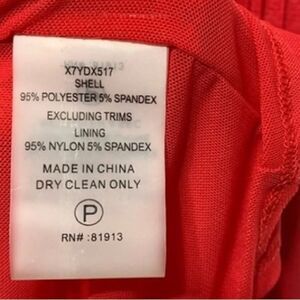 X7YDX517
SHELL
95% POLYESTER 5% SPANDEX
EXCLUDING TRIMS
LINING
95% NYLON 5% SPANDEX
MADE IN CHINA
DRY CLEAN ONLY
P
RN# :81913